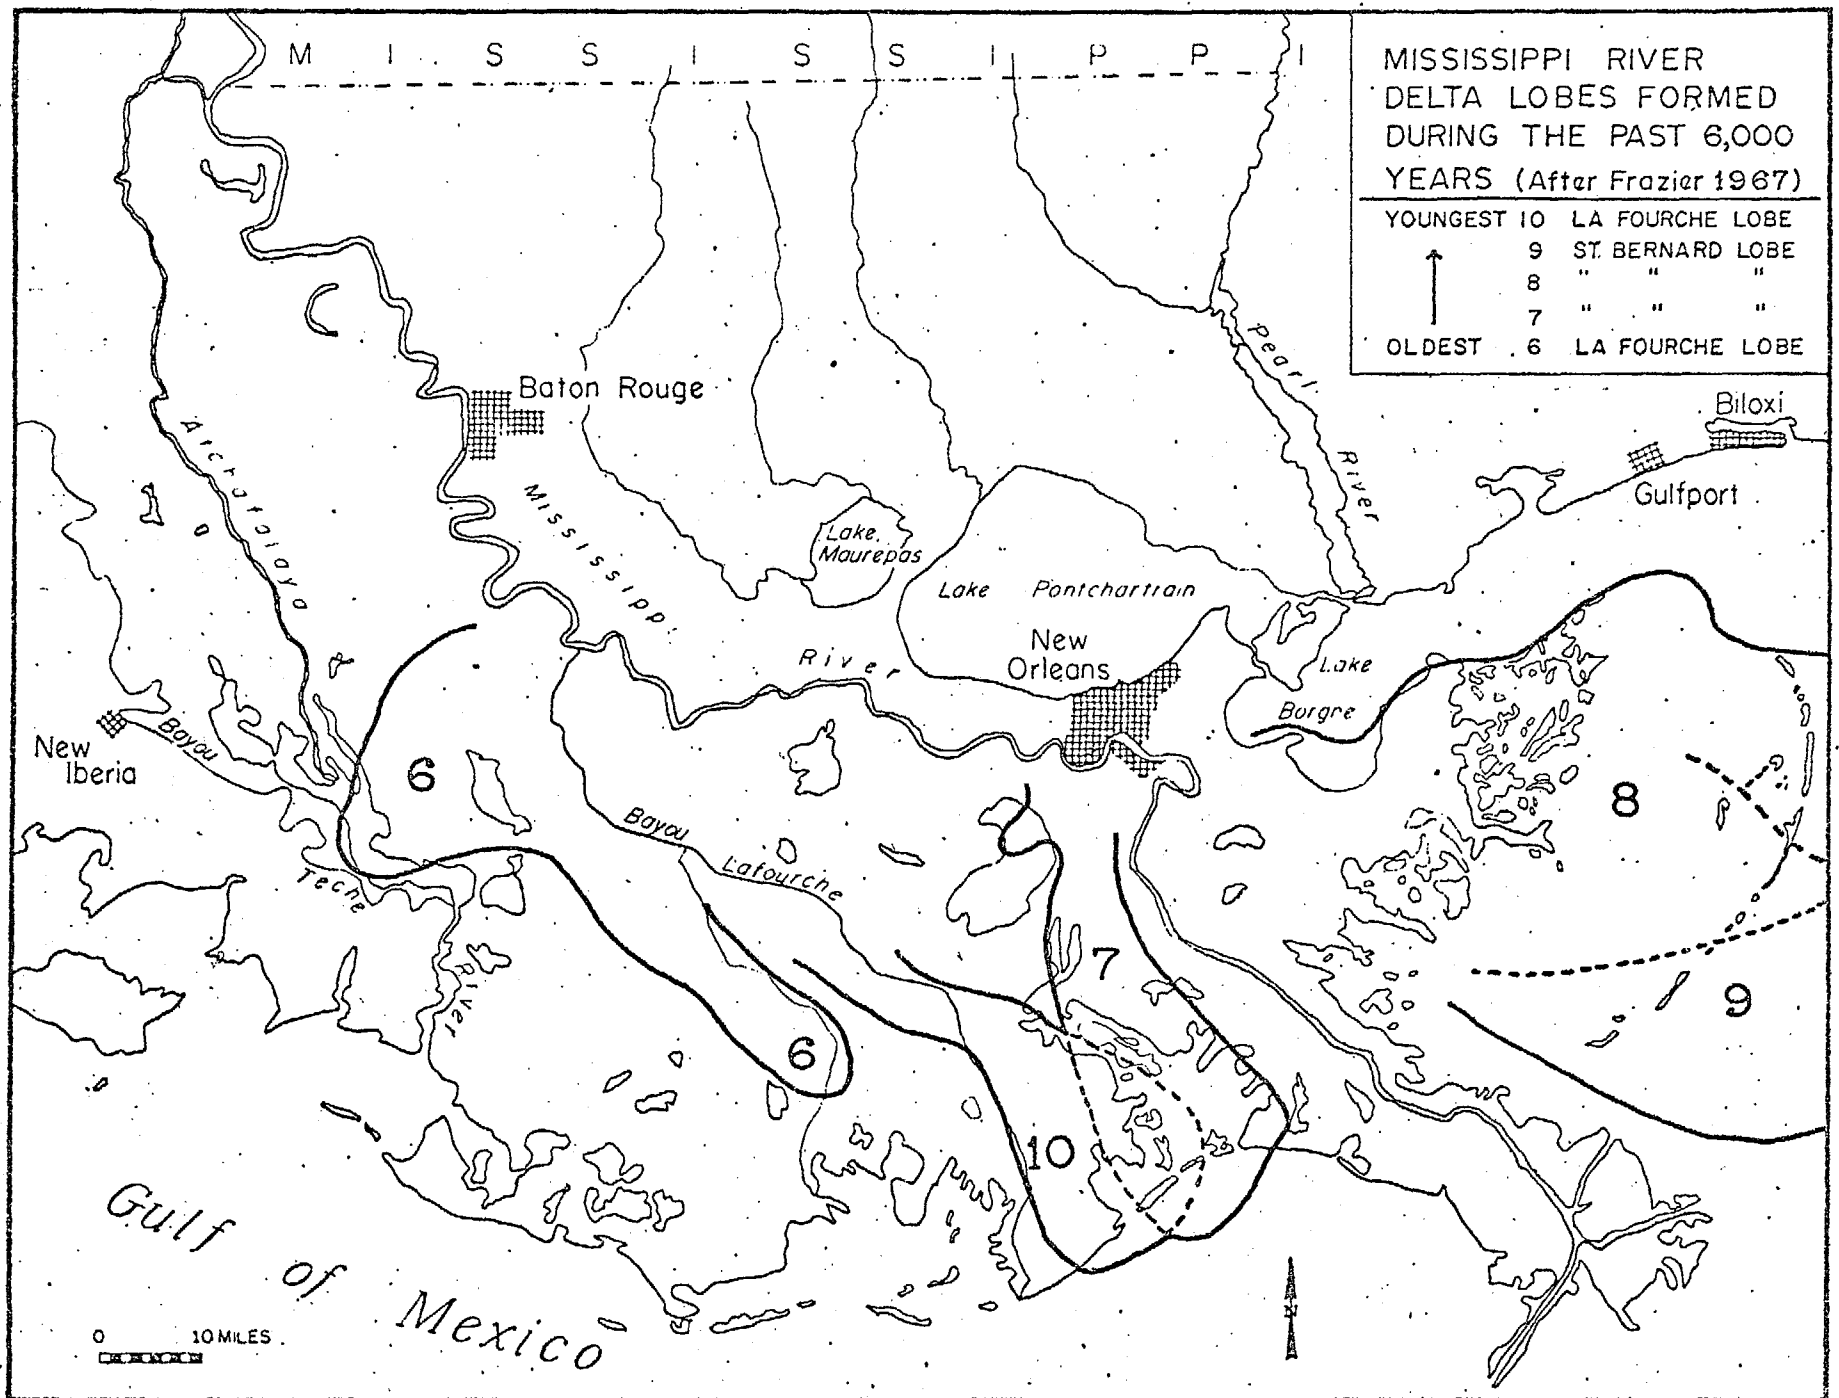 M I S S I S S I P P I
MISSISSIPPI RIVER
DELTA LOBES FORMED
DURING THE PAST 6,000
YEARS (After Frazier 1967)
YOUNGEST 10 LA FOURCHE LOBE
9 ST. BERNARD LOBE
8 " " "
7 " " "
OLDEST 6 LA FOURCHE LOBE
Pearl River
Baton Rouge
Biloxi
Gulfport
Atchafalaya
Mississippi River
Lake
Maurepas
Lake Pontchartrain
New
Orleans
Lake
Borgne
New
Iberia
Bayou Teche
6
8
Bayou Lafourche
7
River
9
6
10
Gulf of Mexico
N
0 10 MILES